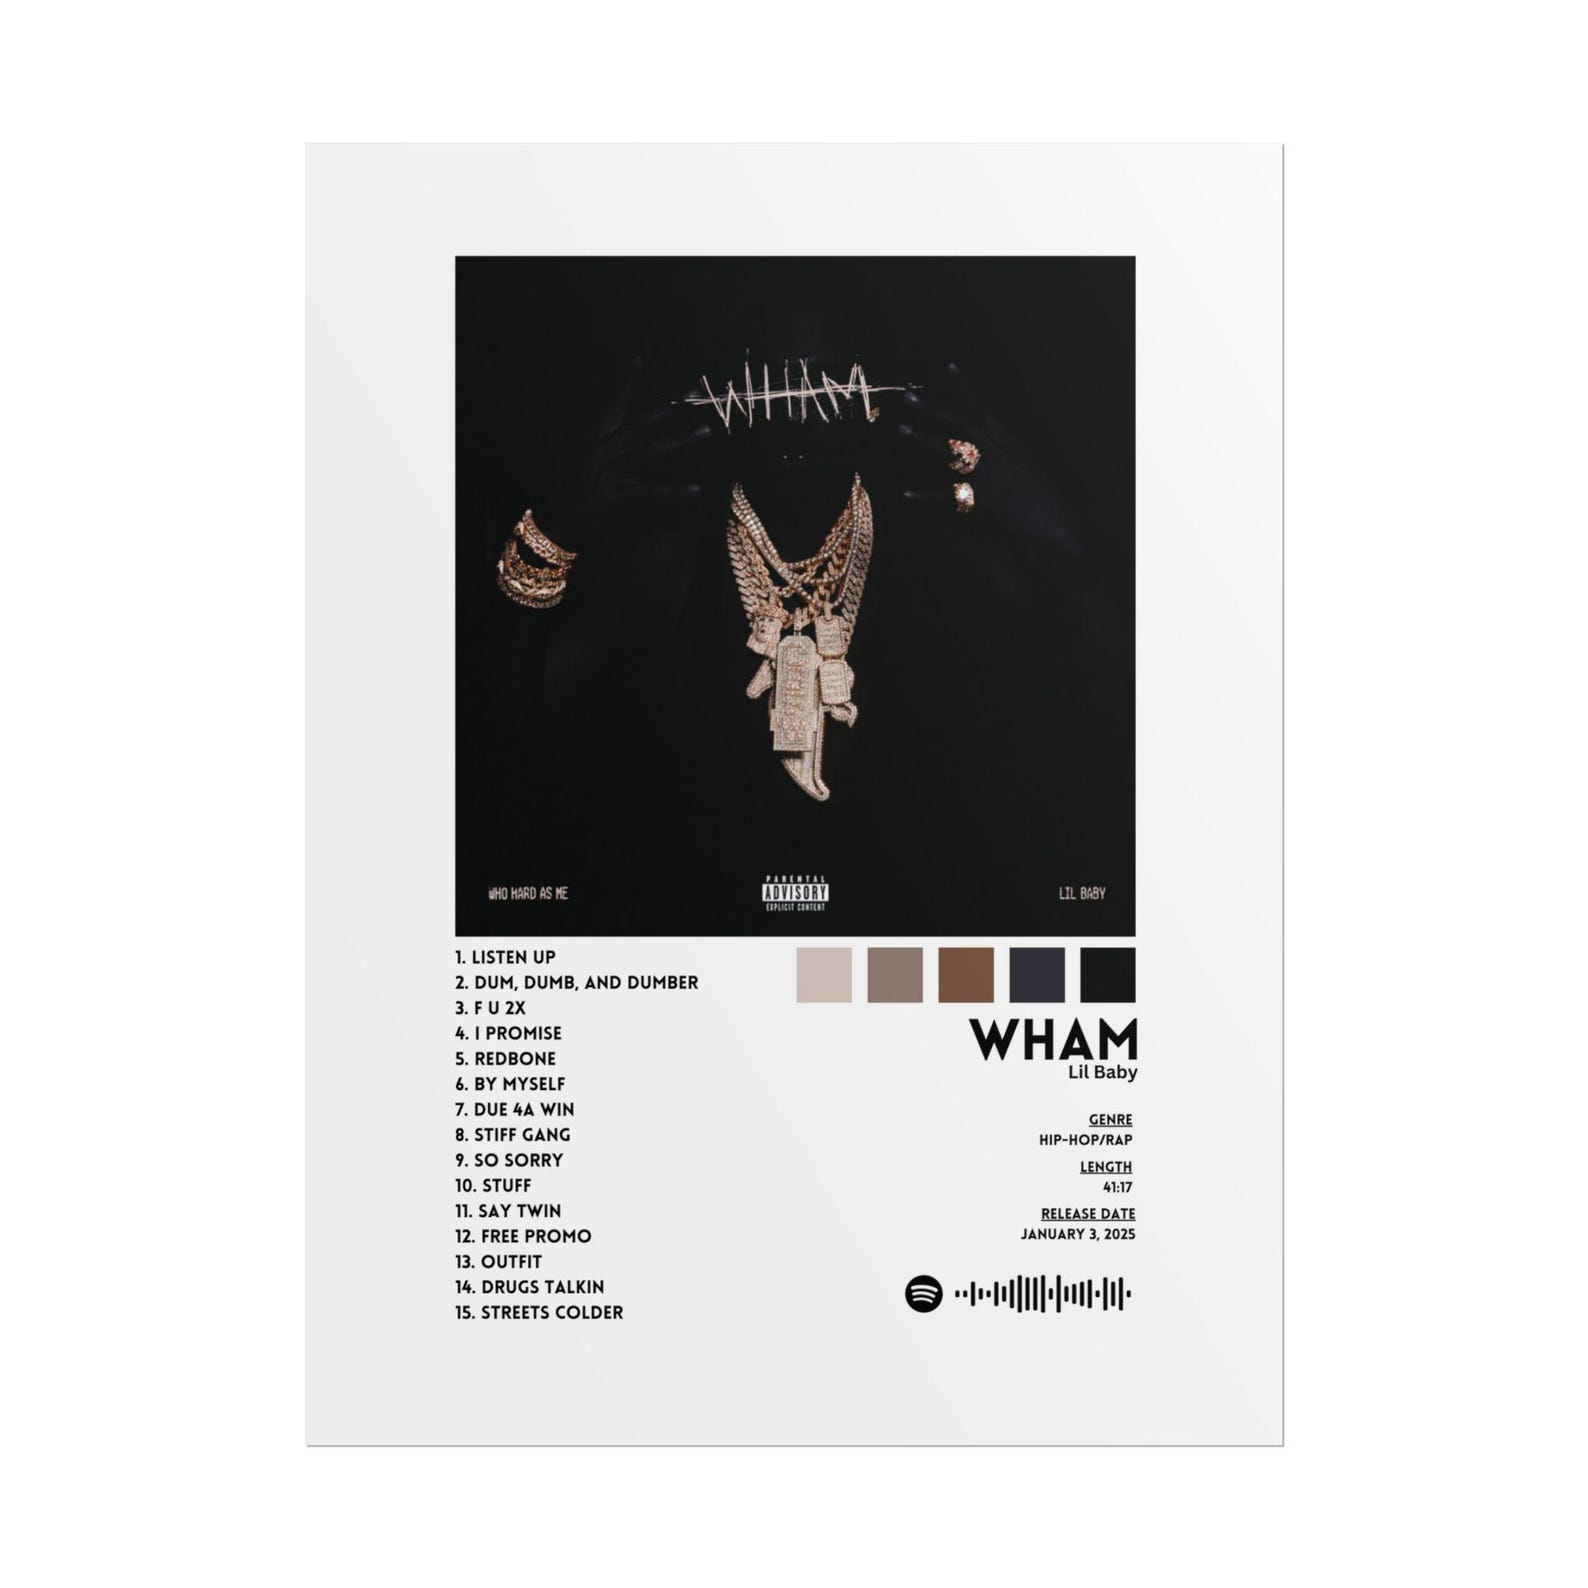 WHAM
WHO HARD AS ME
PARENTAL
ADVISORY
EXPLICIT CONTENT
LIL BABY
1. LISTEN UP
2. DUM, DUMB, AND DUMBER
3. F U 2X
4. I PROMISE
5. REDBONE
6. BY MYSELF
7. DUE 4A WIN
8. STIFF GANG
9. SO SORRY
10. STUFF
11. SAY TWIN
12. FREE PROMO
13. OUTFIT
14. DRUGS TALKIN
15. STREETS COLDER
WHAM
Lil Baby
GENRE
HIP-HOP/RAP
LENGTH
41:17
RELEASE DATE
JANUARY 3, 2025